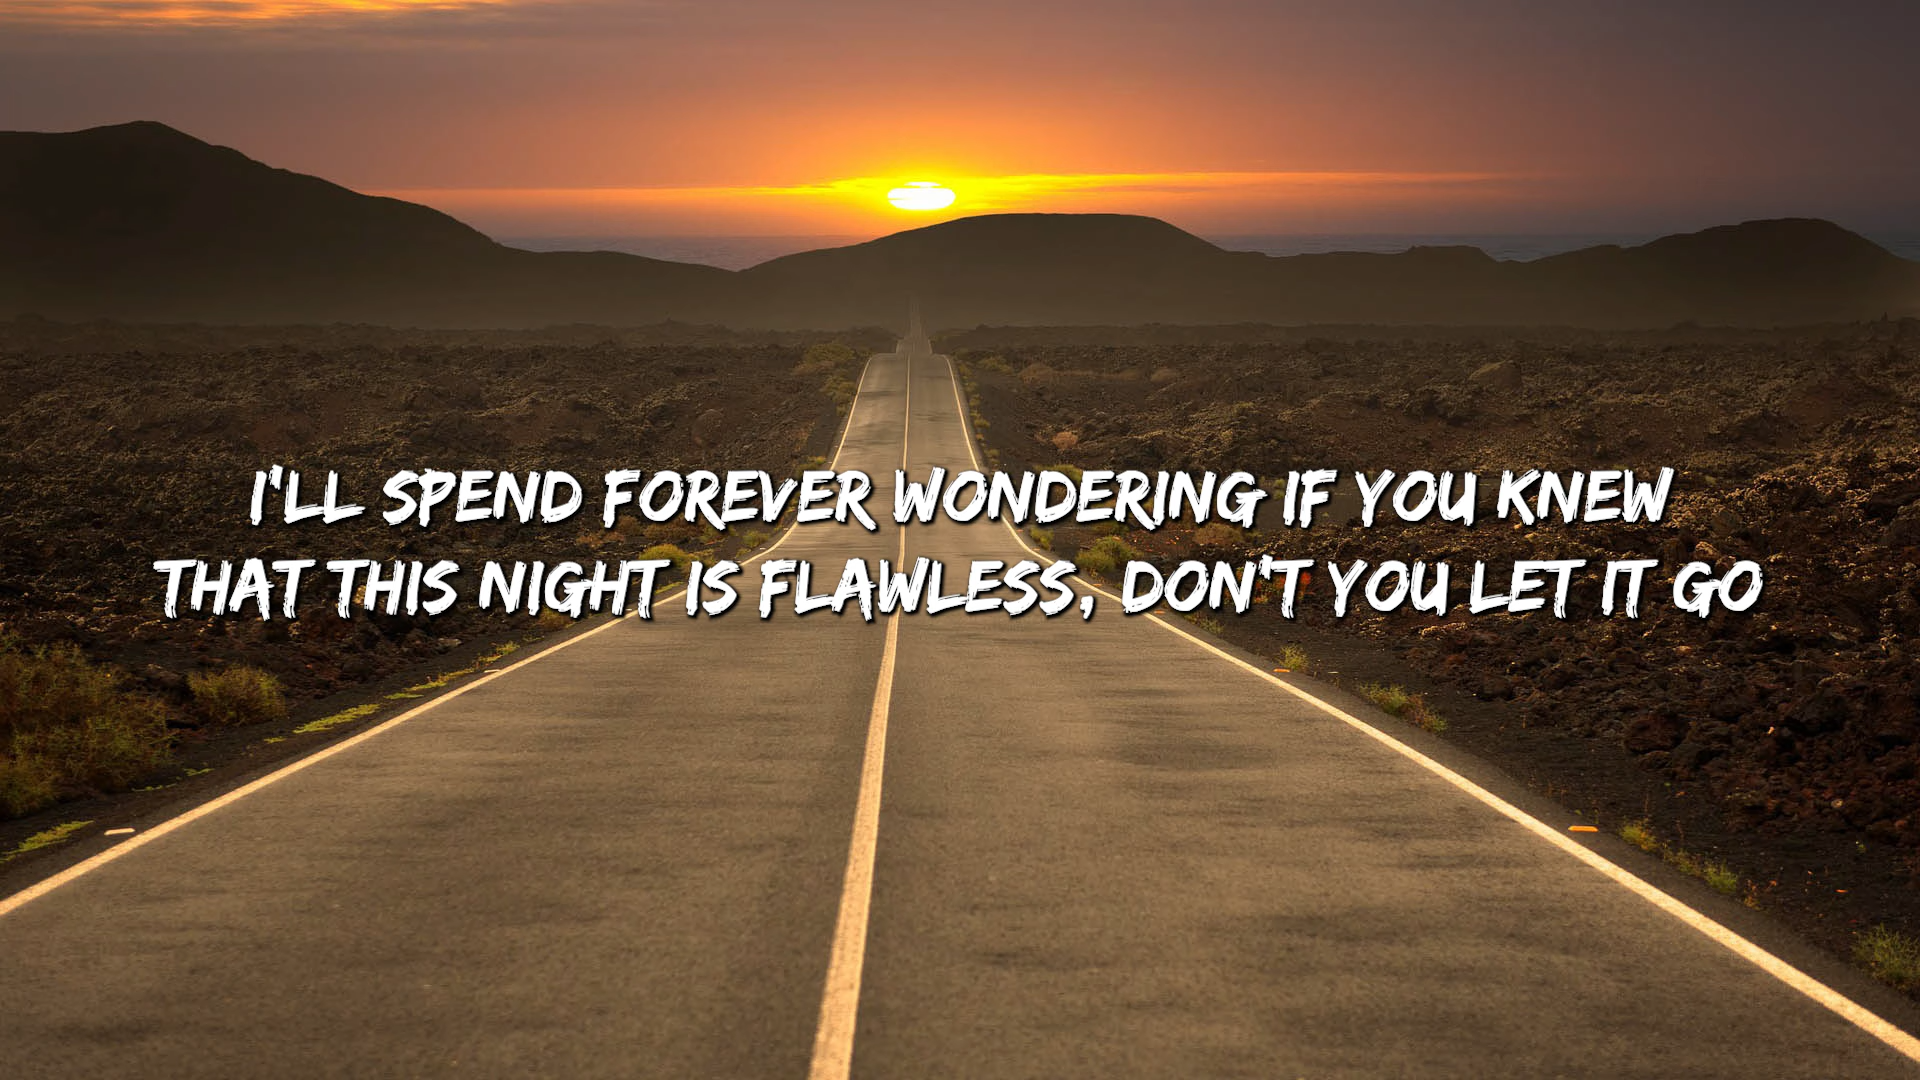 I'LL SPEND FOREVER WONDERING IF YOU KNEW
THAT THIS NIGHT IS FLAWLESS, DON'T YOU LET IT GO